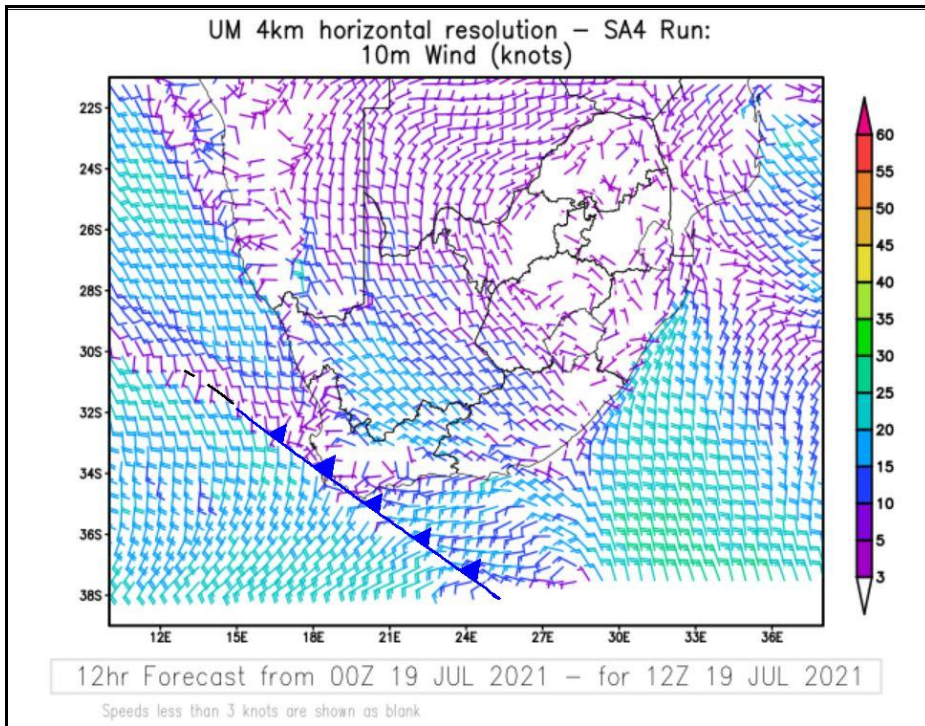 UM 4km horizontal resolution – SA4 Run:
10m Wind (knots)
22S
24S
26S
28S
30S
32S
34S
36S
38S
12E 15E 18E 21E 24E 27E 30E 33E 36E
60
55
50
45
40
35
30
25
20
15
10
5
3
12hr Forecast from 00Z 19 JUL 2021 – for 12Z 19 JUL 2021
Speeds less than 3 knots are shown as blank